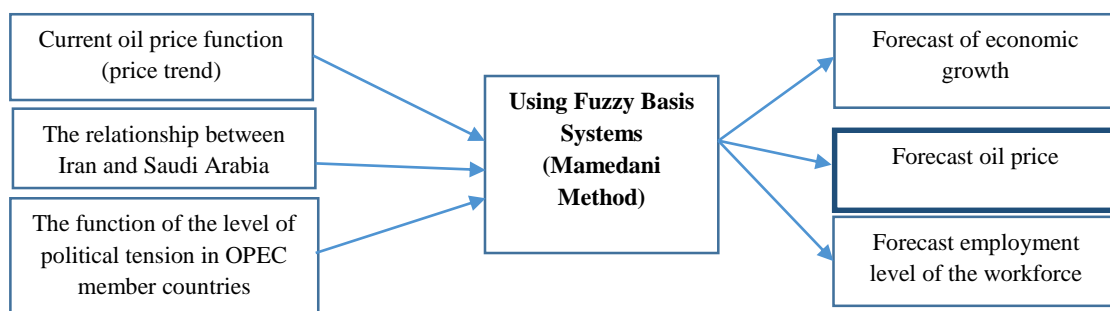 Current oil price function
(price trend)
The relationship between
Iran and Saudi Arabia
The function of the level of
political tension in OPEC
member countries
Using Fuzzy Basis
Systems
(Mamedani
Method)
Forecast of economic
growth
Forecast oil price
Forecast employment
level of the workforce